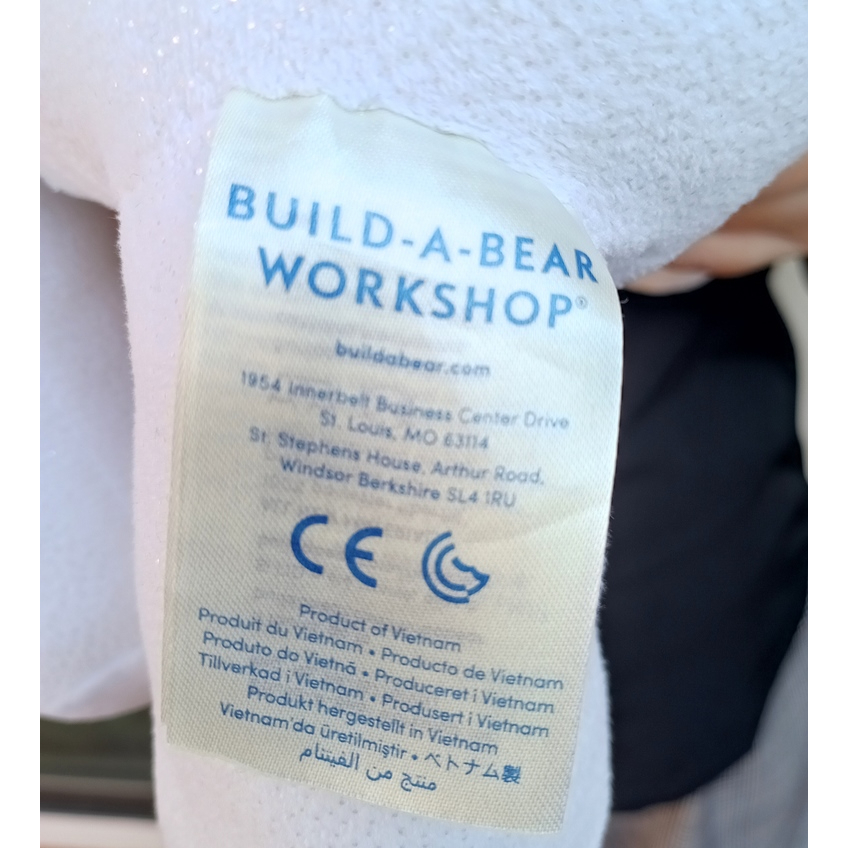 BUILD-A-BEAR
WORKSHOP®
buildabear.com
1954 Innerbelt Business Center Drive
St. Louis, MO 63114
St. Stephens House, Arthur Road,
Windsor Berkshire SL4 1RU
CE
Product of Vietnam
Produit du Vietnam • Producto de Vietnam
Produto do Vietnã • Produceret i Vietnam
Tillverkad i Vietnam • Produsert i Vietnam
Produkt hergestellt in Vietnam
Vietnam'da üretilmiştir • ベトナム製
منتج من الفيتنام